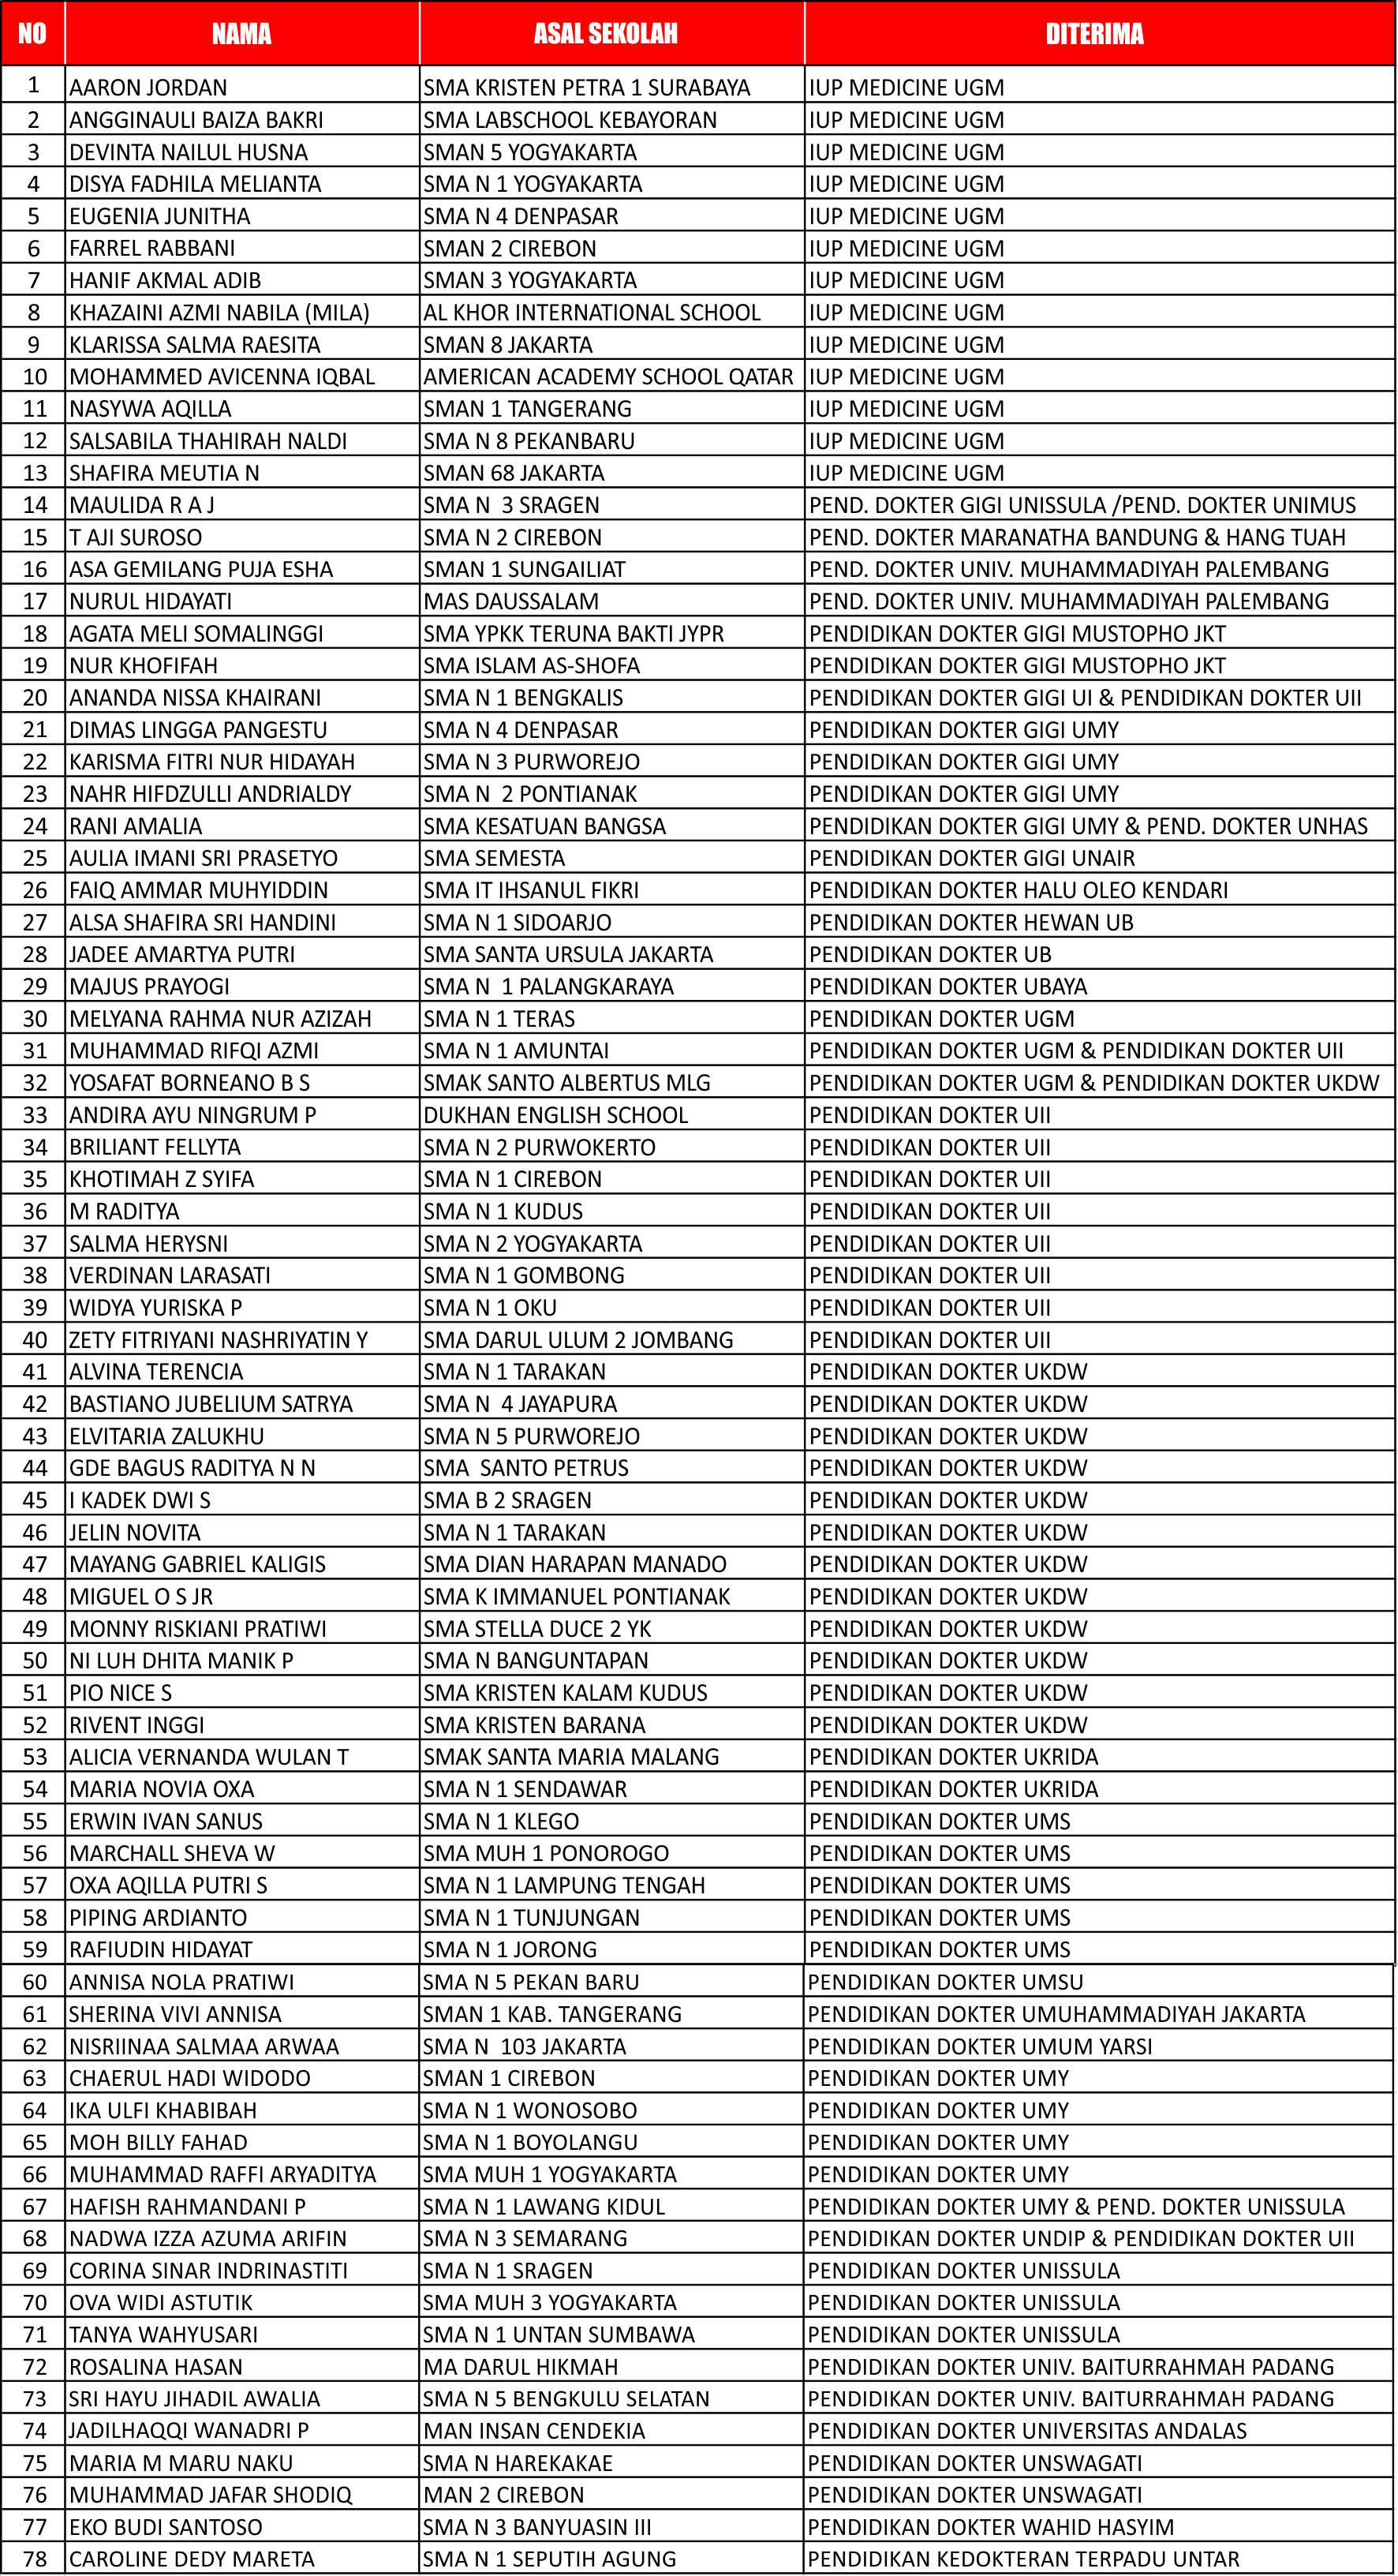 NO NAMA ASAL SEKOLAH DITERIMA
1 AARON JORDAN SMA KRISTEN PETRA 1 SURABAYA IUP MEDICINE UGM
2 ANGGINAULI BAIZA BAKRI SMA LABSCHOOL KEBAYORAN IUP MEDICINE UGM
3 DEVINTA NAILUL HUSNA SMAN 5 YOGYAKARTA IUP MEDICINE UGM
4 DISYA FADHILA MELIANTA SMA N 1 YOGYAKARTA IUP MEDICINE UGM
5 EUGENIA JUNITHA SMA N 4 DENPASAR IUP MEDICINE UGM
6 FARREL RABBANI SMAN 2 CIREBON IUP MEDICINE UGM
7 HANIF AKMAL ADIB SMAN 3 YOGYAKARTA IUP MEDICINE UGM
8 KHAZAINI AZMI NABILA (MILA) AL KHOR INTERNATIONAL SCHOOL IUP MEDICINE UGM
9 KLARISSA SALMA RAESITA SMAN 8 JAKARTA IUP MEDICINE UGM
10 MOHAMMED AVICENNA IQBAL AMERICAN ACADEMY SCHOOL QATAR IUP MEDICINE UGM
11 NASYWA AQILLA SMAN 1 TANGERANG IUP MEDICINE UGM
12 SALSABILA THAHIRAH NALDI SMA N 8 PEKANBARU IUP MEDICINE UGM
13 SHAFIRA MEUTIA N SMAN 68 JAKARTA IUP MEDICINE UGM
14 MAULIDA R A J SMA N 3 SRAGEN PEND. DOKTER GIGI UNISSULA /PEND. DOKTER UNIMUS
15 T AJI SUROSO SMA N 2 CIREBON PEND. DOKTER MARANATHA BANDUNG & HANG TUAH
16 ASA GEMILANG PUJA ESHA SMAN 1 SUNGAILIAT PEND. DOKTER UNIV. MUHAMMADIYAH PALEMBANG
17 NURUL HIDAYATI MAS DAUSSALAM PEND. DOKTER UNIV. MUHAMMADIYAH PALEMBANG
18 AGATA MELI SOMALINGGI SMA YPKK TERUNA BAKTI JYPR PENDIDIKAN DOKTER GIGI MUSTOPHO JKT
19 NUR KHOFIFAH SMA ISLAM AS-SHOFA PENDIDIKAN DOKTER GIGI MUSTOPHO JKT
20 ANANDA NISSA KHAIRANI SMA N 1 BENGKALIS PENDIDIKAN DOKTER GIGI UI & PENDIDIKAN DOKTER UII
21 DIMAS LINGGA PANGESTU SMA N 4 DENPASAR PENDIDIKAN DOKTER GIGI UMY
22 KARISMA FITRI NUR HIDAYAH SMA N 3 PURWOREJO PENDIDIKAN DOKTER GIGI UMY
23 NAHR HIFDZULLI ANDRIALDY SMA N 2 PONTIANAK PENDIDIKAN DOKTER GIGI UMY
24 RANI AMALIA SMA KESATUAN BANGSA PENDIDIKAN DOKTER GIGI UMY & PEND. DOKTER UNHAS
25 AULIA IMANI SRI PRASETYO SMA SEMESTA PENDIDIKAN DOKTER GIGI UNAIR
26 FAIQ AMMAR MUHYIDDIN SMA IT IHSANUL FIKRI PENDIDIKAN DOKTER HALU OLEO KENDARI
27 ALSA SHAFIRA SRI HANDINI SMA N 1 SIDOARJO PENDIDIKAN DOKTER HEWAN UB
28 JADEE AMARTYA PUTRI SMA SANTA URSULA JAKARTA PENDIDIKAN DOKTER UB
29 MAJUS PRAYOGI SMA N 1 PALANGKARAYA PENDIDIKAN DOKTER UBAYA
30 MELYANA RAHMA NUR AZIZAH SMA N 1 TERAS PENDIDIKAN DOKTER UGM
31 MUHAMMAD RIFQI AZMI SMA N 1 AMUNTAI PENDIDIKAN DOKTER UGM & PENDIDIKAN DOKTER UII
32 YOSAFAT BORNEANO B S SMAK SANTO ALBERTUS MLG PENDIDIKAN DOKTER UGM & PENDIDIKAN DOKTER UKDW
33 ANDIRA AYU NINGRUM P DUKHAN ENGLISH SCHOOL PENDIDIKAN DOKTER UII
34 BRILIANT FELLYTA SMA N 2 PURWOKERTO PENDIDIKAN DOKTER UII
35 KHOTIMAH Z SYIFA SMA N 1 CIREBON PENDIDIKAN DOKTER UII
36 M RADITYA SMA N 1 KUDUS PENDIDIKAN DOKTER UII
37 SALMA HERYSNI SMA N 2 YOGYAKARTA PENDIDIKAN DOKTER UII
38 VERDINAN LARASATI SMA N 1 GOMBONG PENDIDIKAN DOKTER UII
39 WIDYA YURISKA P SMA N 1 OKU PENDIDIKAN DOKTER UII
40 ZETY FITRIYANI NASHRIYATIN Y SMA DARUL ULUM 2 JOMBANG PENDIDIKAN DOKTER UII
41 ALVINA TERENCIA SMA N 1 TARAKAN PENDIDIKAN DOKTER UKDW
42 BASTIANO JUBELIUM SATRYA SMA N 4 JAYAPURA PENDIDIKAN DOKTER UKDW
43 ELVITARIA ZALUKHU SMA N 5 PURWOREJO PENDIDIKAN DOKTER UKDW
44 GDE BAGUS RADITYA N N SMA SANTO PETRUS PENDIDIKAN DOKTER UKDW
45 I KADEK DWI S SMA B 2 SRAGEN PENDIDIKAN DOKTER UKDW
46 JELIN NOVITA SMA N 1 TARAKAN PENDIDIKAN DOKTER UKDW
47 MAYANG GABRIEL KALIGIS SMA DIAN HARAPAN MANADO PENDIDIKAN DOKTER UKDW
48 MIGUEL O S JR SMA K IMMANUEL PONTIANAK PENDIDIKAN DOKTER UKDW
49 MONNY RISKIANI PRATIWI SMA STELLA DUCE 2 YK PENDIDIKAN DOKTER UKDW
50 NI LUH DHITA MANIK P SMA N BANGUNTAPAN PENDIDIKAN DOKTER UKDW
51 PIO NICE S SMA KRISTEN KALAM KUDUS PENDIDIKAN DOKTER UKDW
52 RIVENT INGGI SMA KRISTEN BARANA PENDIDIKAN DOKTER UKDW
53 ALICIA VERNANDA WULAN T SMAK SANTA MARIA MALANG PENDIDIKAN DOKTER UKRIDA
54 MARIA NOVIA OXA SMA N 1 SENDAWAR PENDIDIKAN DOKTER UKRIDA
55 ERWIN IVAN SANUS SMA N 1 KLEGO PENDIDIKAN DOKTER UMS
56 MARCHALL SHEVA W SMA MUH 1 PONOROGO PENDIDIKAN DOKTER UMS
57 OXA AQILLA PUTRI S SMA N 1 LAMPUNG TENGAH PENDIDIKAN DOKTER UMS
58 PIPING ARDIANTO SMA N 1 TUNJUNGAN PENDIDIKAN DOKTER UMS
59 RAFIUDIN HIDAYAT SMA N 1 JORONG PENDIDIKAN DOKTER UMS
60 ANNISA NOLA PRATIWI SMA N 5 PEKAN BARU PENDIDIKAN DOKTER UMSU
61 SHERINA VIVI ANNISA SMAN 1 KAB. TANGERANG PENDIDIKAN DOKTER UMUHAMMADIYAH JAKARTA
62 NISRIINAA SALMAA ARWAA SMA N 103 JAKARTA PENDIDIKAN DOKTER UMUM YARSI
63 CHAERUL HADI WIDODO SMAN 1 CIREBON PENDIDIKAN DOKTER UMY
64 IKA ULFI KHABIBAH SMA N 1 WONOSOBO PENDIDIKAN DOKTER UMY
65 MOH BILLY FAHAD SMA N 1 BOYOLANGU PENDIDIKAN DOKTER UMY
66 MUHAMMAD RAFFI ARYADITYA SMA MUH 1 YOGYAKARTA PENDIDIKAN DOKTER UMY
67 HAFISH RAHMANDANI P SMA N 1 LAWANG KIDUL PENDIDIKAN DOKTER UMY & PEND. DOKTER UNISSULA
68 NADWA IZZA AZUMA ARIFIN SMA N 3 SEMARANG PENDIDIKAN DOKTER UNDIP & PENDIDIKAN DOKTER UII
69 CORINA SINAR INDRINASTITI SMA N 1 SRAGEN PENDIDIKAN DOKTER UNISSULA
70 OVA WIDI ASTUTIK SMA MUH 3 YOGYAKARTA PENDIDIKAN DOKTER UNISSULA
71 TANYA WAHYUSARI SMA N 1 UNTAN SUMBAWA PENDIDIKAN DOKTER UNISSULA
72 ROSALINA HASAN MA DARUL HIKMAH PENDIDIKAN DOKTER UNIV. BAITURRAHMAH PADANG
73 SRI HAYU JIHADIL AWALIA SMA N 5 BENGKULU SELATAN PENDIDIKAN DOKTER UNIV. BAITURRAHMAH PADANG
74 JADILHAQQI WANADRI P MAN INSAN CENDEKIA PENDIDIKAN DOKTER UNIVERSITAS ANDALAS
75 MARIA M MARU NAKU SMA N HAREKAKAE PENDIDIKAN DOKTER UNSWAGATI
76 MUHAMMAD JAFAR SHODIQ MAN 2 CIREBON PENDIDIKAN DOKTER UNSWAGATI
77 EKO BUDI SANTOSO SMA N 3 BANYUASIN III PENDIDIKAN DOKTER WAHID HASYIM
78 CAROLINE DEDY MARETA SMA N 1 SEPUTIH AGUNG PENDIDIKAN KEDOKTERAN TERPADU UNTAR